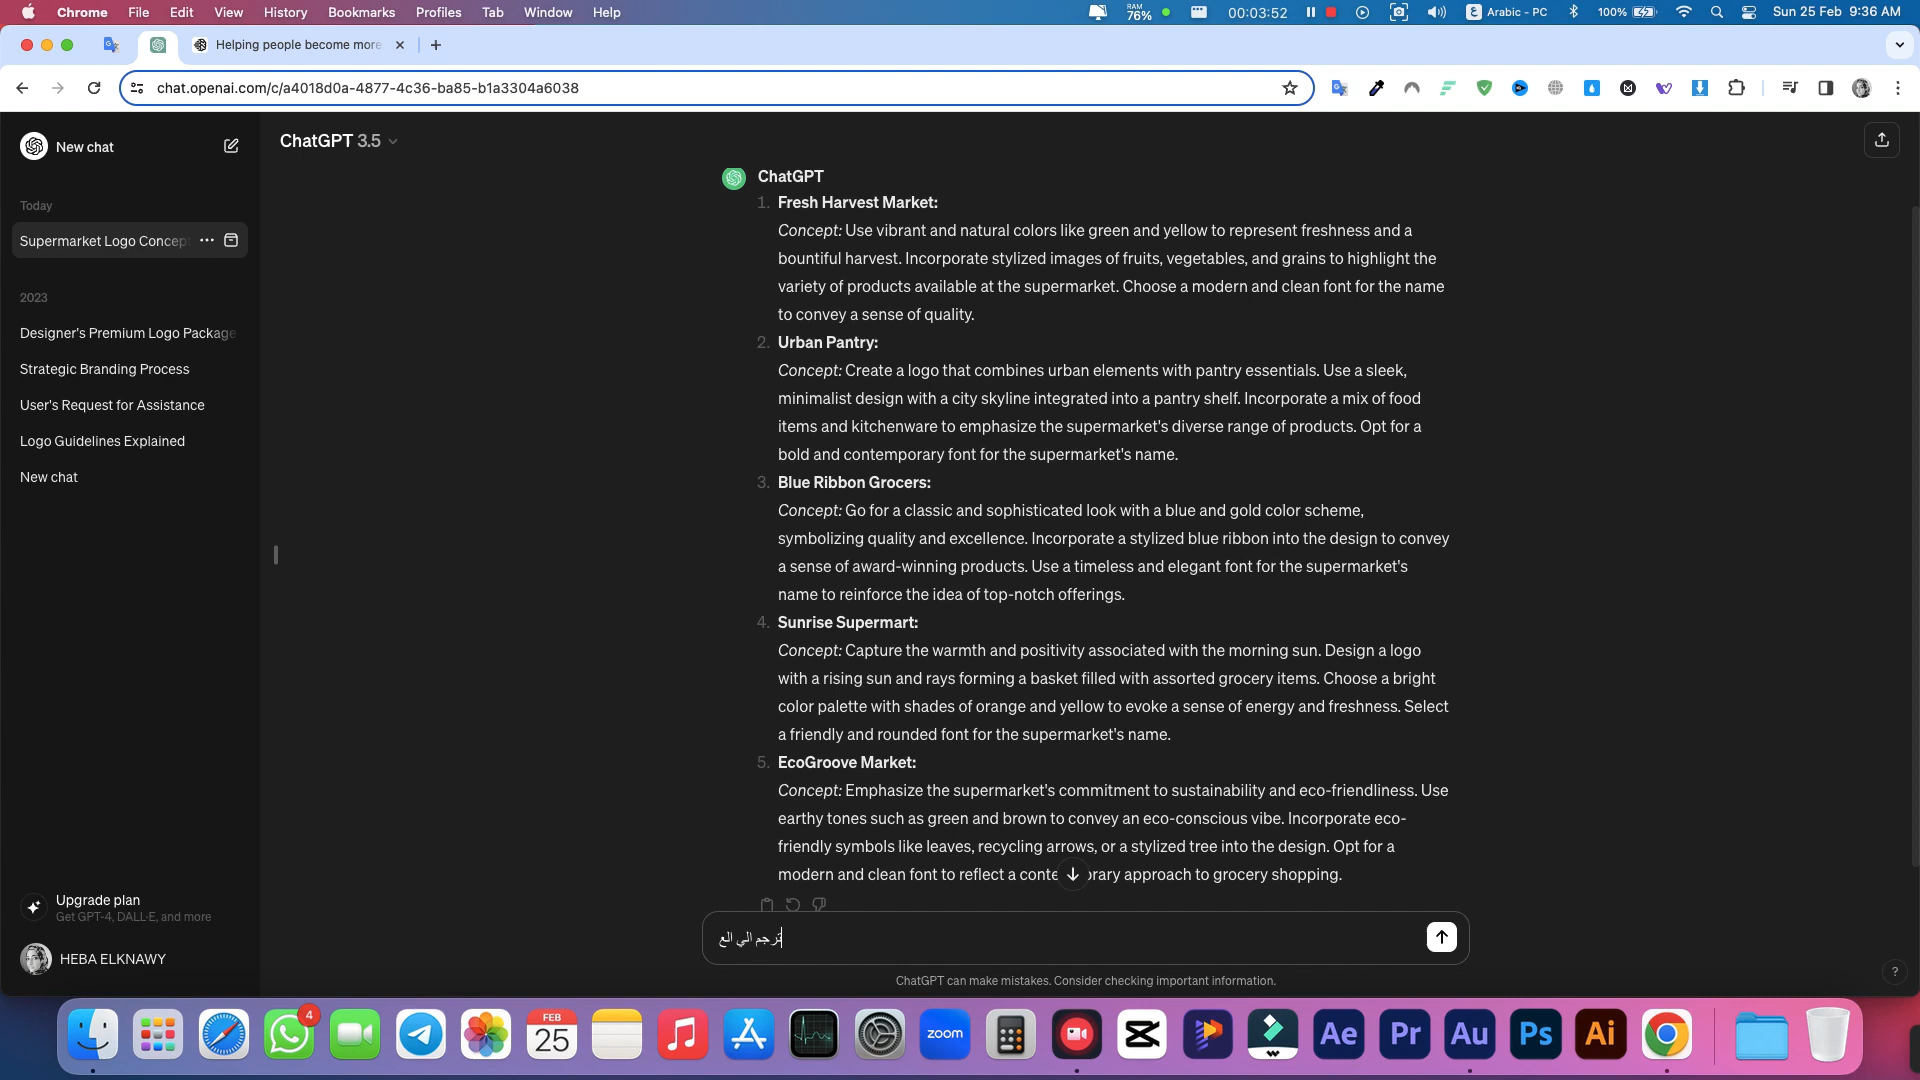 Chrome File Edit View History Bookmarks Profiles Tab Window Help
RAM 76% 00:03:52 ع Arabic - PC 100% Sun 25 Feb 9:36 AM
Helping people become more
chat.openai.com/c/a4018d0a-4877-4c36-ba85-b1a3304a6038
New chat
Today
Supermarket Logo Concept
2023
Designer's Premium Logo Package
Strategic Branding Process
User's Request for Assistance
Logo Guidelines Explained
New chat
Upgrade plan
Get GPT-4, DALL·E, and more
HEBA ELKNAWY
ChatGPT 3.5
ChatGPT
1. Fresh Harvest Market:
Concept: Use vibrant and natural colors like green and yellow to represent freshness and a
bountiful harvest. Incorporate stylized images of fruits, vegetables, and grains to highlight the
variety of products available at the supermarket. Choose a modern and clean font for the name
to convey a sense of quality.
2. Urban Pantry:
Concept: Create a logo that combines urban elements with pantry essentials. Use a sleek,
minimalist design with a city skyline integrated into a pantry shelf. Incorporate a mix of food
items and kitchenware to emphasize the supermarket's diverse range of products. Opt for a
bold and contemporary font for the supermarket's name.
3. Blue Ribbon Grocers:
Concept: Go for a classic and sophisticated look with a blue and gold color scheme,
symbolizing quality and excellence. Incorporate a stylized blue ribbon into the design to convey
a sense of award-winning products. Use a timeless and elegant font for the supermarket's
name to reinforce the idea of top-notch offerings.
4. Sunrise Supermart:
Concept: Capture the warmth and positivity associated with the morning sun. Design a logo
with a rising sun and rays forming a basket filled with assorted grocery items. Choose a bright
color palette with shades of orange and yellow to evoke a sense of energy and freshness. Select
a friendly and rounded font for the supermarket's name.
5. EcoGroove Market:
Concept: Emphasize the supermarket's commitment to sustainability and eco-friendliness. Use
earthy tones such as green and brown to convey an eco-conscious vibe. Incorporate eco-
friendly symbols like leaves, recycling arrows, or a stylized tree into the design. Opt for a
modern and clean font to reflect a conte rary approach to grocery shopping.
ترجم الي الع
ChatGPT can make mistakes. Consider checking important information.
?
4
FEB
25
zoom
Ae
Pr
Au
Ps
Ai